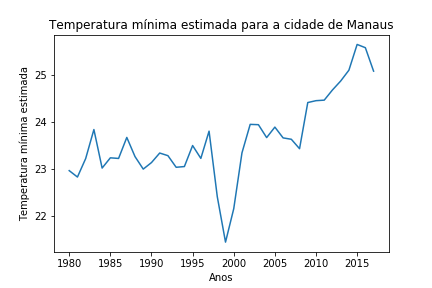 Temperatura mínima estimada para a cidade de Manaus
Temperatura mínima estimada
25
24
23
22
1980 1985 1990 1995 2000 2005 2010 2015
Anos